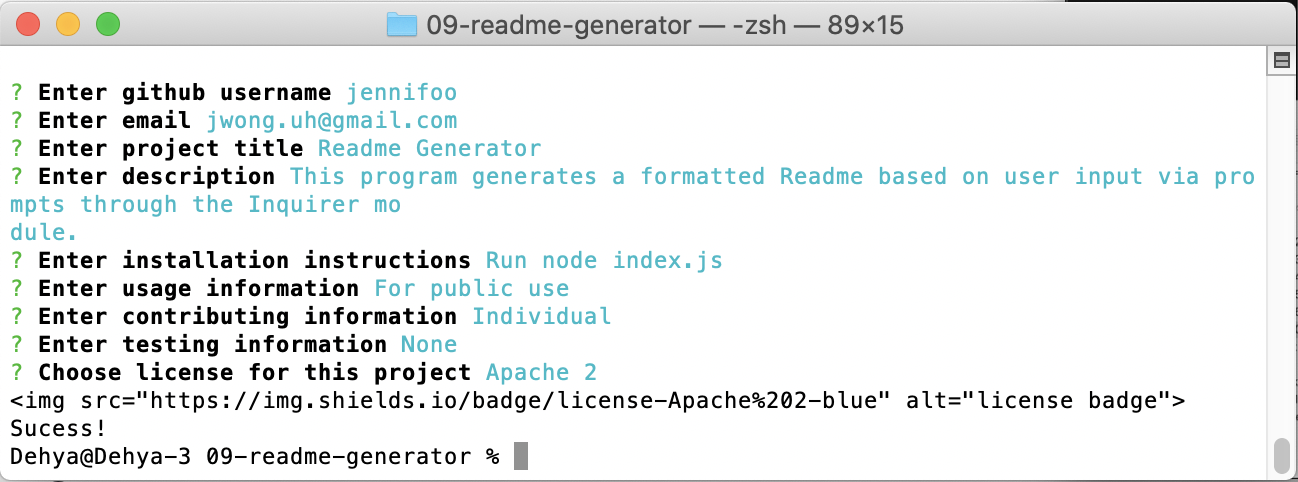 09-readme-generator — -zsh — 89×15
? Enter github username jennifoo
? Enter email jwong.uh@gmail.com
? Enter project title Readme Generator
? Enter description This program generates a formatted Readme based on user input via pro
mpts through the Inquirer mo
dule.
? Enter installation instructions Run node index.js
? Enter usage information For public use
? Enter contributing information Individual
? Enter testing information None
? Choose license for this project Apache 2
<img src="https://img.shields.io/badge/license-Apache%202-blue" alt="license badge">
Sucess!
Dehya@Dehya-3 09-readme-generator %